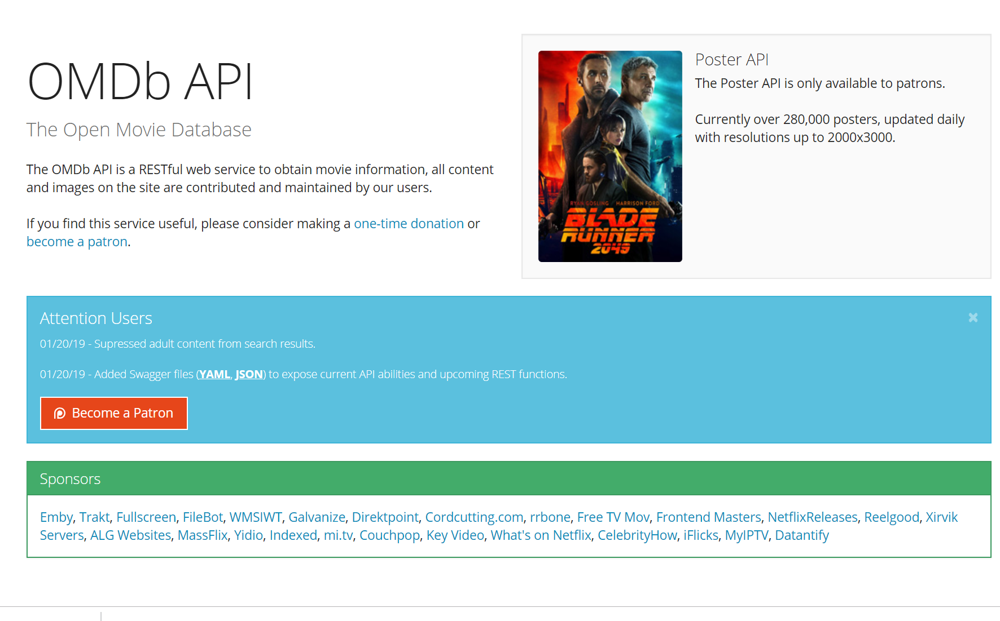 OMDb API
The Open Movie Database
The OMDb API is a RESTful web service to obtain movie information, all content
and images on the site are contributed and maintained by our users.
If you find this service useful, please consider making a one-time donation or
become a patron.
RYAN GOSLING HARRISON FORD
BLADE
RUNNER
2049
Poster API
The Poster API is only available to patrons.
Currently over 280,000 posters, updated daily
with resolutions up to 2000x3000.
Attention Users
01/20/19 - Supressed adult content from search results.
01/20/19 - Added Swagger files (YAML, JSON) to expose current API abilities and upcoming REST functions.
Become a Patron
Sponsors
Emby, Trakt, Fullscreen, FileBot, WMSIWT, Galvanize, Direktpoint, Cordcutting.com, rrbone, Free TV Mov, Frontend Masters, NetflixReleases, Reelgood, Xirvik
Servers, ALG Websites, MassFlix, Yidio, Indexed, mi.tv, Couchpop, Key Video, What's on Netflix, CelebrityHow, iFlicks, MyIPTV, Datantify